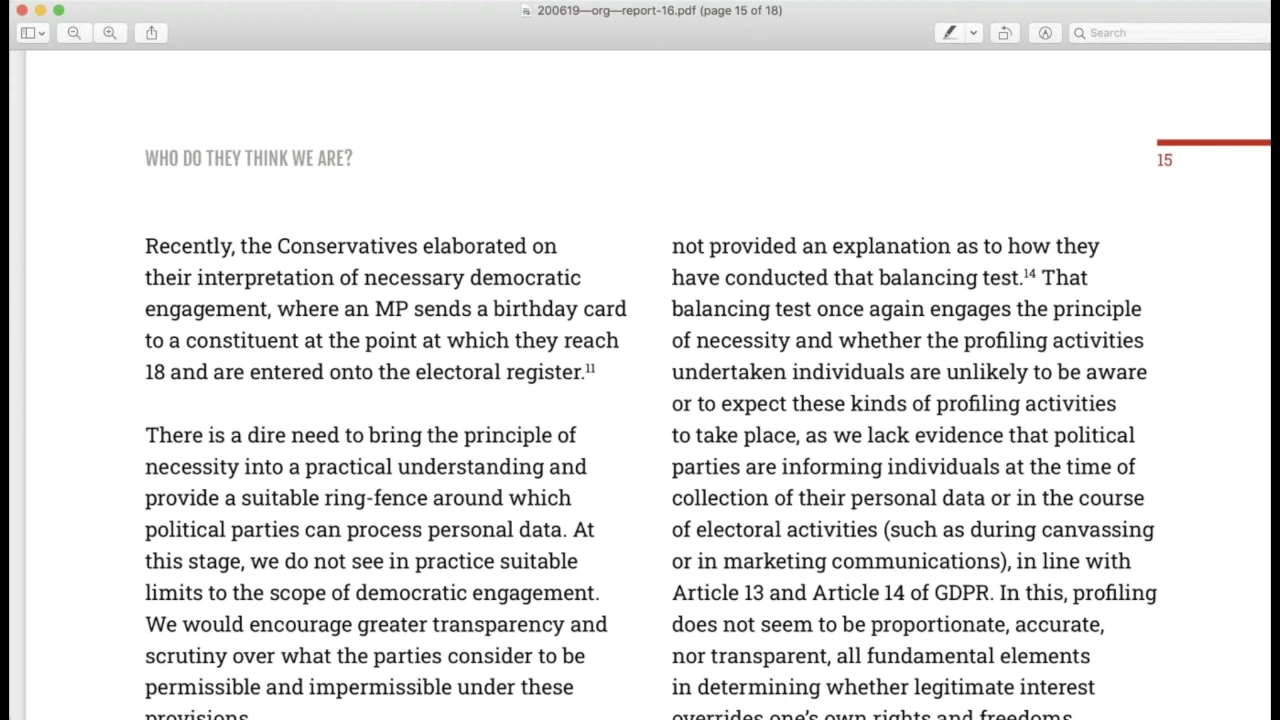 200619—org—report-16.pdf (page 15 of 18)
Search
WHO DO THEY THINK WE ARE?
15
Recently, the Conservatives elaborated on
their interpretation of necessary democratic
engagement, where an MP sends a birthday card
to a constituent at the point at which they reach
18 and are entered onto the electoral register.11
There is a dire need to bring the principle of
necessity into a practical understanding and
provide a suitable ring-fence around which
political parties can process personal data. At
this stage, we do not see in practice suitable
limits to the scope of democratic engagement.
We would encourage greater transparency and
scrutiny over what the parties consider to be
permissible and impermissible under these
provisions.
not provided an explanation as to how they
have conducted that balancing test.14 That
balancing test once again engages the principle
of necessity and whether the profiling activities
undertaken individuals are unlikely to be aware
or to expect these kinds of profiling activities
to take place, as we lack evidence that political
parties are informing individuals at the time of
collection of their personal data or in the course
of electoral activities (such as during canvassing
or in marketing communications), in line with
Article 13 and Article 14 of GDPR. In this, profiling
does not seem to be proportionate, accurate,
nor transparent, all fundamental elements
in determining whether legitimate interest
overrides one's own rights and freedoms.